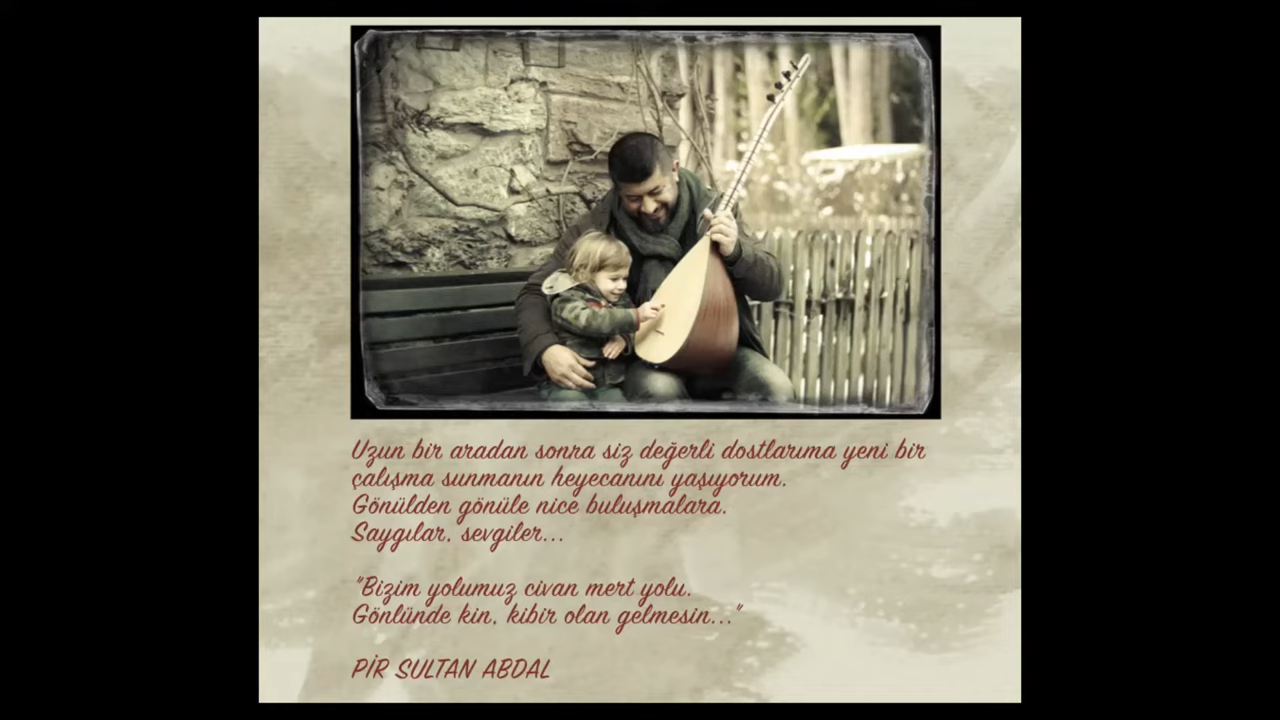 Uzun bir aradan sonra siz değerli dostlarıma yeni bir
çalışma sunmanın heyecanını yaşıyorum.
Gönülden gönüle nice buluşmalara.
Saygılar, sevgiler...
"Bizim yolumuz civan mert yolu.
Gönlünde kin, kibir olan gelmesin..."
PİR SULTAN ABDAL